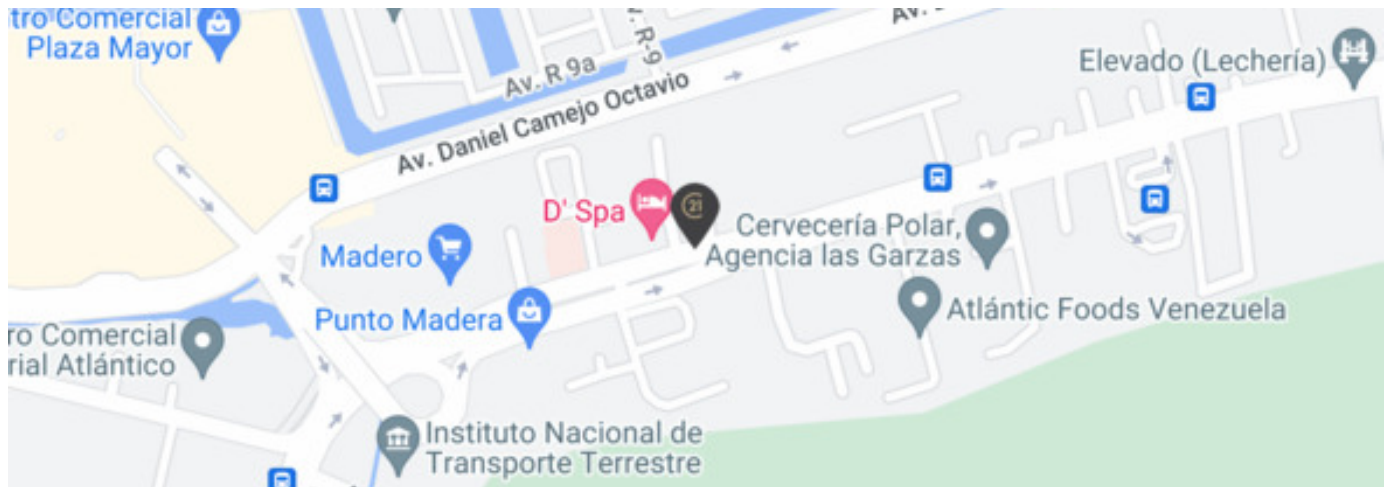 tro Comercial
Plaza Mayor
Av. R 9a
V. R-9
Av. Daniel Camejo Octavio
Av.
Elevado (Lechería)
D' Spa
21
Madero
Cervecería Polar,
Agencia las Garzas
Punto Madera
Atlántic Foods Venezuela
ro Comercial
rial Atlántico
Instituto Nacional de
Transporte Terrestre